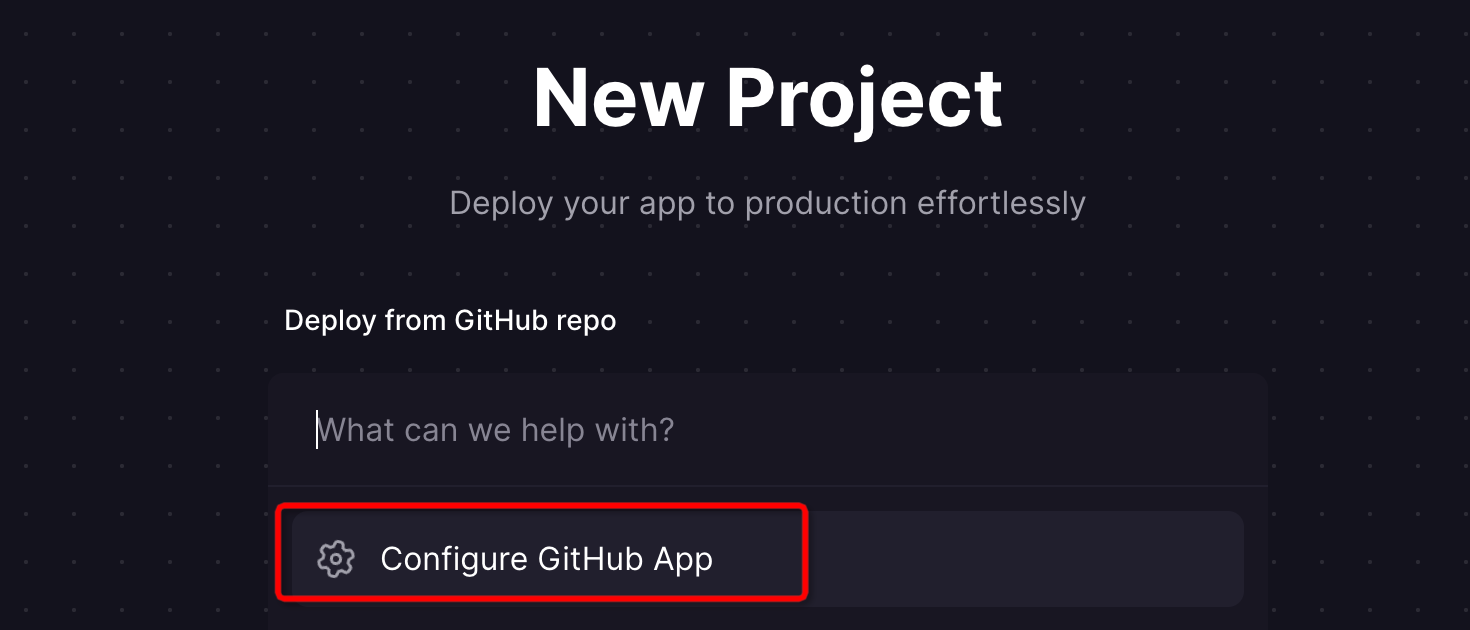 New Project
Deploy your app to production effortlessly
Deploy from GitHub repo
What can we help with?
Configure GitHub App